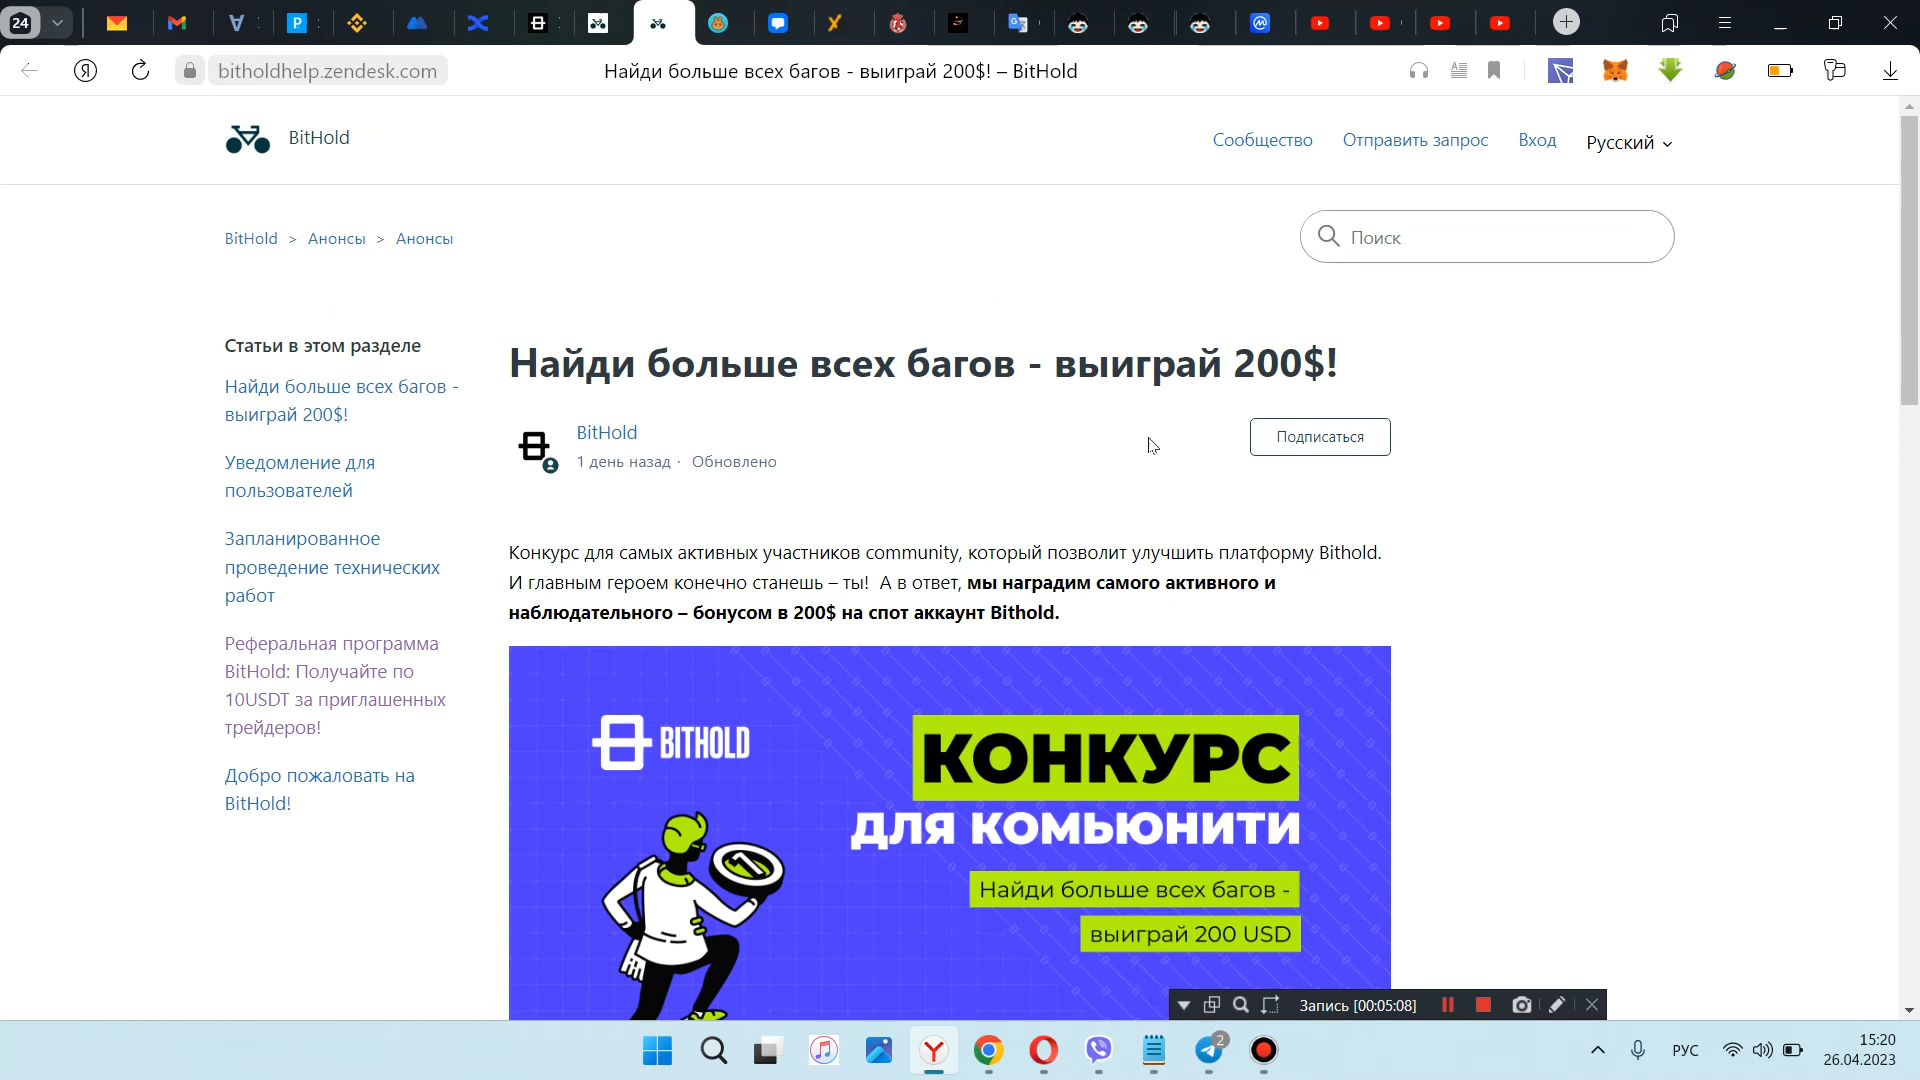 24
bitholdhelp.zendesk.com
Найди больше всех багов - выиграй 200$! – BitHold
BitHold
Сообщество
Отправить запрос
Вход
Русский
BitHold > Анонсы > Анонсы
Поиск
Статьи в этом разделе
Найди больше всех багов -
выиграй 200$!
Уведомление для
пользователей
Запланированное
проведение технических
работ
Реферальная программа
BitHold: Получайте по
10USDT за приглашенных
трейдеров!
Добро пожаловать на
BitHold!
Найди больше всех багов - выиграй 200$!
BitHold
1 день назад · Обновлено
Подписаться
Конкурс для самых активных участников community, который позволит улучшить платформу Bithold.
И главным героем конечно станешь – ты!  А в ответ, мы наградим самого активного и
наблюдательного – бонусом в 200$ на спот аккаунт Bithold.
BITHOLD
КОНКУРС
ДЛЯ КОМЬЮНИТИ
Найди больше всех багов -
выиграй 200 USD
1
Запись [00:05:08]
2
РУС
15:20
26.04.2023